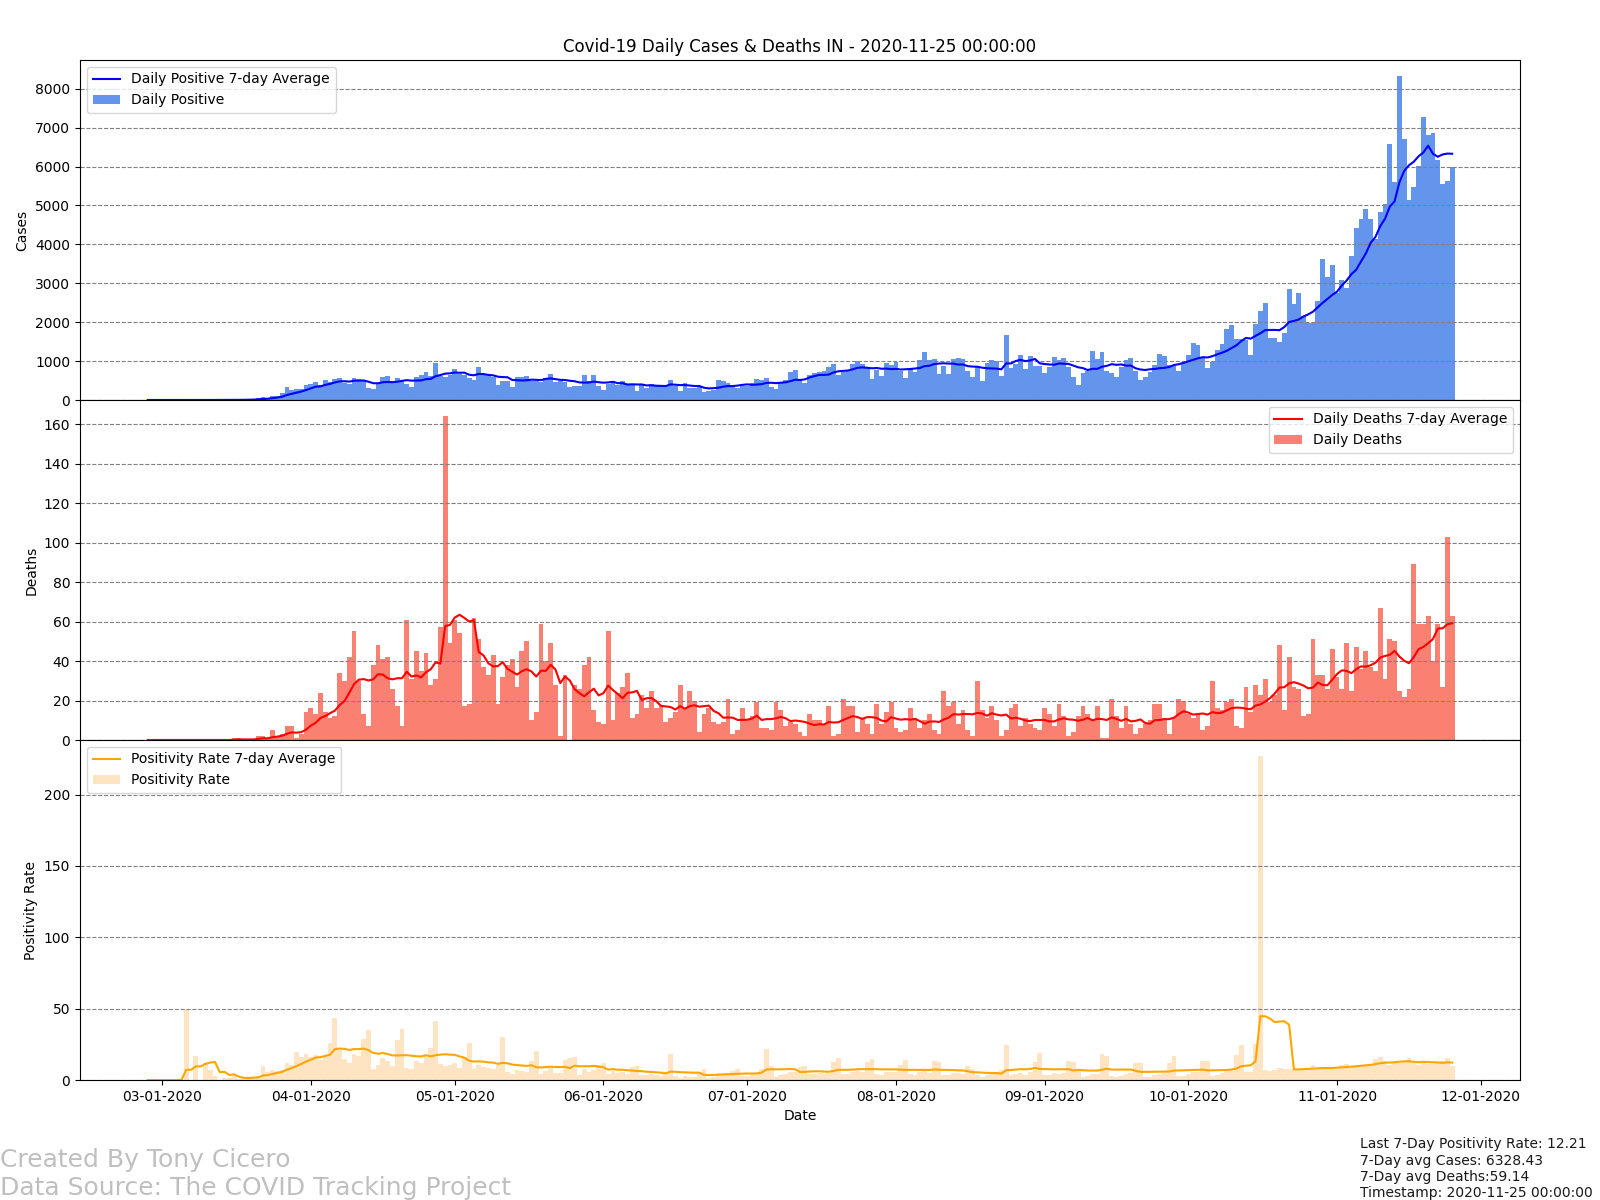 Covid-19 Daily Cases & Deaths IN - 2020-11-25 00:00:00
Daily Positive 7-day Average
Daily Positive
8000
7000
6000
5000
4000
3000
2000
1000
0
Cases
Daily Deaths 7-day Average
Daily Deaths
160
140
120
100
80
60
40
20
0
Deaths
Positivity Rate 7-day Average
Positivity Rate
200
150
100
50
0
Positivity Rate
03-01-2020 04-01-2020 05-01-2020 06-01-2020 07-01-2020 08-01-2020 09-01-2020 10-01-2020 11-01-2020 12-01-2020
Date
Created By Tony Cicero
Data Source: The COVID Tracking Project
Last 7-Day Positivity Rate: 12.21
7-Day avg Cases: 6328.43
7-Day avg Deaths:59.14
Timestamp: 2020-11-25 00:00:00